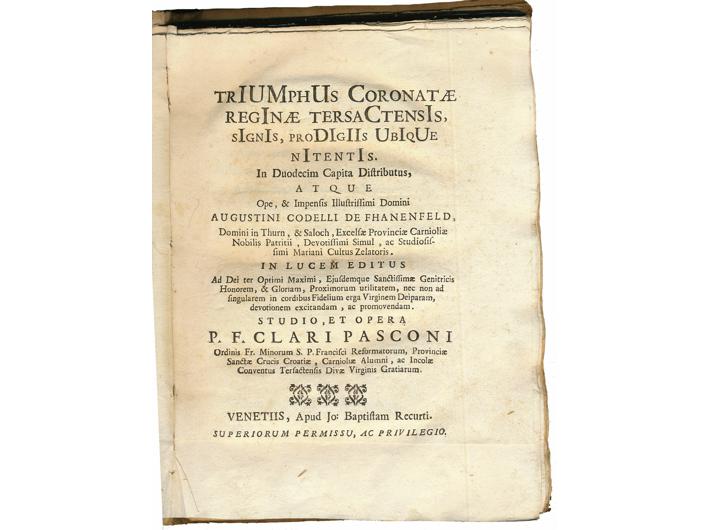 TrIUMphUs CoronatÆ
regInÆ tersaCtensIs,
sIgnIs, proDIgIIs UbIqUe
nItentIs.
In Duodecim Capita Distributus,
ATQUE
Ope, & Impensis Illustrissimi Domini
AUGUSTINI CODELLI DE FHANENFELD,
Domini in Thurn, & Saloch, Excelsæ Provinciæ Carnioliæ
Nobilis Patritii, Devotissimi Simul, ac Studiosis-
simi Mariani Cultus Zelatoris.
IN LUCEM EDITUS
Ad Dei ter Optimi Maximi, Ejusdemque Sanctissimæ Genitricis
Honorem, & Gloriam, Proximorum utilitatem, nec non ad
singularem in cordibus Fidelium erga Virginem Deiparam,
devotionem excitandam, ac promovendam.
STUDIO, ET OPERA
P. F. CLARI PASCONI
Ordinis Fr. Minorum S. P. Francisci Reformatorum, Provinciæ
Sanctæ Crucis Croatiæ, Carnioliæ Alumni, ac Incolæ
Conventus Tersactensis Divæ Virginis Gratiarum.
VENETIIS, Apud Jo: Baptistam Recurti.
SUPERIORUM PERMISSU, AC PRIVILEGIO.